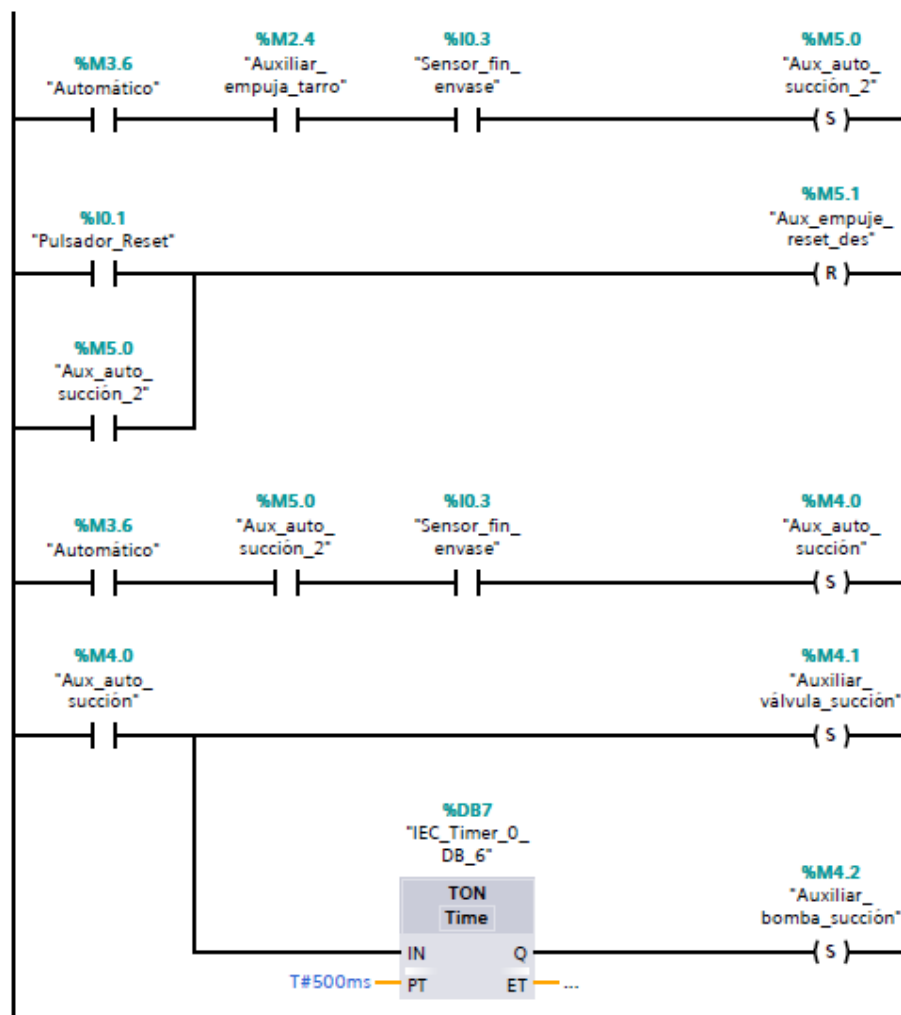 %M3.6
"Automático"
%M2.4
"Auxiliar_
empuja_tarro"
%I0.3
"Sensor_fin_
envase"
%M5.0
"Aux_auto_
succión_2"
S
%I0.1
"Pulsador_Reset"
%M5.1
"Aux_empuje_
reset_des"
R
%M5.0
"Aux_auto_
succión_2"
%M3.6
"Automático"
%M5.0
"Aux_auto_
succión_2"
%I0.3
"Sensor_fin_
envase"
%M4.0
"Aux_auto_
succión"
S
%M4.0
"Aux_auto_
succión"
%M4.1
"Auxiliar_
válvula_succión"
S
%DB7
"IEC_Timer_0_
DB_6"
TON
Time
%M4.2
"Auxiliar_
bomba_succión"
IN Q
S
T#500ms PT ET ...